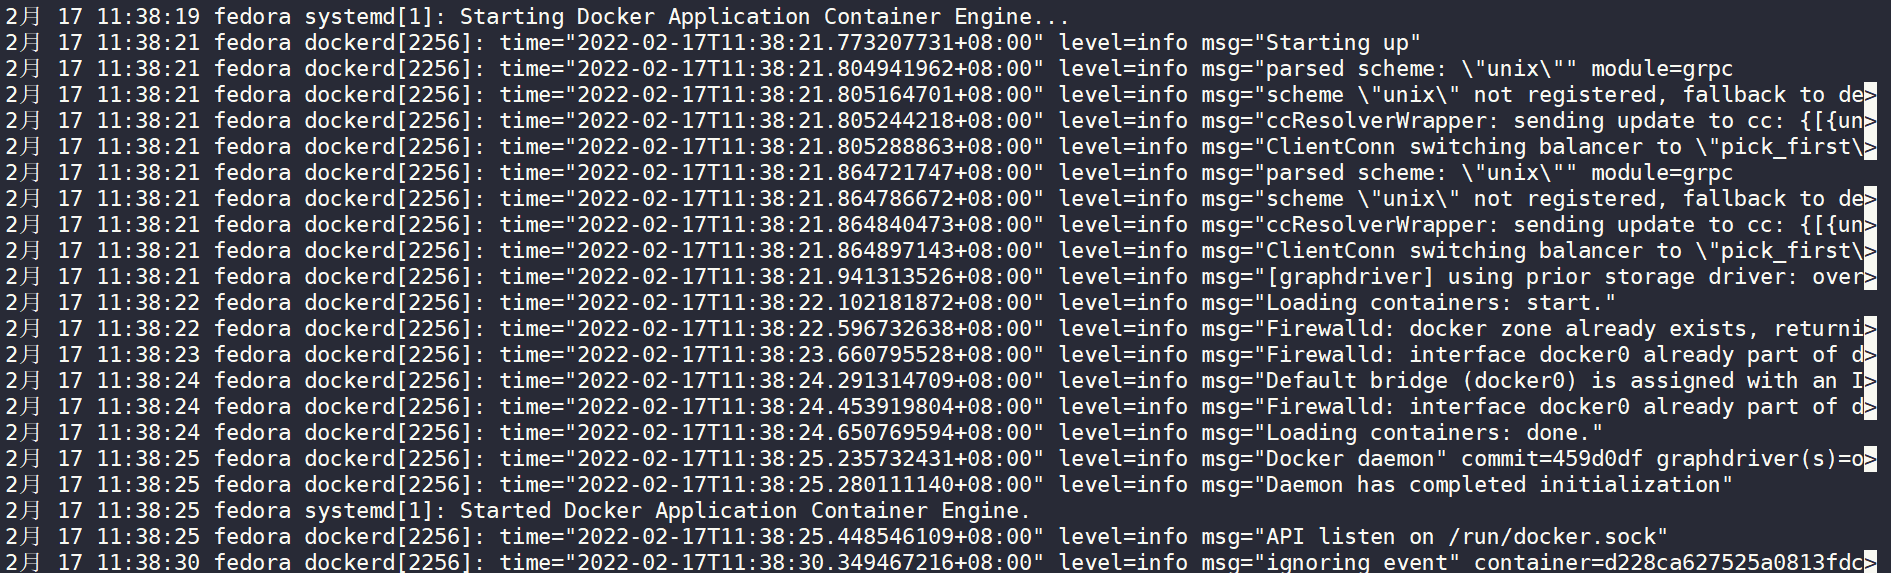 2月 17 11:38:19 fedora systemd[1]: Starting Docker Application Container Engine...
2月 17 11:38:21 fedora dockerd[2256]: time="2022-02-17T11:38:21.773207731+08:00" level=info msg="Starting up"
2月 17 11:38:21 fedora dockerd[2256]: time="2022-02-17T11:38:21.804941962+08:00" level=info msg="parsed scheme: \"unix\"" module=grpc
2月 17 11:38:21 fedora dockerd[2256]: time="2022-02-17T11:38:21.805164701+08:00" level=info msg="scheme \"unix\" not registered, fallback to de>
2月 17 11:38:21 fedora dockerd[2256]: time="2022-02-17T11:38:21.805244218+08:00" level=info msg="ccResolverWrapper: sending update to cc: {[{un>
2月 17 11:38:21 fedora dockerd[2256]: time="2022-02-17T11:38:21.805288863+08:00" level=info msg="ClientConn switching balancer to \"pick_first\>
2月 17 11:38:21 fedora dockerd[2256]: time="2022-02-17T11:38:21.864721747+08:00" level=info msg="parsed scheme: \"unix\"" module=grpc
2月 17 11:38:21 fedora dockerd[2256]: time="2022-02-17T11:38:21.864786672+08:00" level=info msg="scheme \"unix\" not registered, fallback to de>
2月 17 11:38:21 fedora dockerd[2256]: time="2022-02-17T11:38:21.864840473+08:00" level=info msg="ccResolverWrapper: sending update to cc: {[{un>
2月 17 11:38:21 fedora dockerd[2256]: time="2022-02-17T11:38:21.864897143+08:00" level=info msg="ClientConn switching balancer to \"pick_first\>
2月 17 11:38:21 fedora dockerd[2256]: time="2022-02-17T11:38:21.941313526+08:00" level=info msg="[graphdriver] using prior storage driver: over>
2月 17 11:38:22 fedora dockerd[2256]: time="2022-02-17T11:38:22.102181872+08:00" level=info msg="Loading containers: start."
2月 17 11:38:22 fedora dockerd[2256]: time="2022-02-17T11:38:22.596732638+08:00" level=info msg="Firewalld: docker zone already exists, returni>
2月 17 11:38:23 fedora dockerd[2256]: time="2022-02-17T11:38:23.660795528+08:00" level=info msg="Firewalld: interface docker0 already part of d>
2月 17 11:38:24 fedora dockerd[2256]: time="2022-02-17T11:38:24.291314709+08:00" level=info msg="Default bridge (docker0) is assigned with an I>
2月 17 11:38:24 fedora dockerd[2256]: time="2022-02-17T11:38:24.453919804+08:00" level=info msg="Firewalld: interface docker0 already part of d>
2月 17 11:38:24 fedora dockerd[2256]: time="2022-02-17T11:38:24.650769594+08:00" level=info msg="Loading containers: done."
2月 17 11:38:25 fedora dockerd[2256]: time="2022-02-17T11:38:25.235732431+08:00" level=info msg="Docker daemon" commit=459d0df graphdriver(s)=o>
2月 17 11:38:25 fedora dockerd[2256]: time="2022-02-17T11:38:25.280111140+08:00" level=info msg="Daemon has completed initialization"
2月 17 11:38:25 fedora systemd[1]: Started Docker Application Container Engine.
2月 17 11:38:25 fedora dockerd[2256]: time="2022-02-17T11:38:25.448546109+08:00" level=info msg="API listen on /run/docker.sock"
2月 17 11:38:30 fedora dockerd[2256]: time="2022-02-17T11:38:30.349467216+08:00" level=info msg="ignoring event" container=d228ca627525a0813fdc>